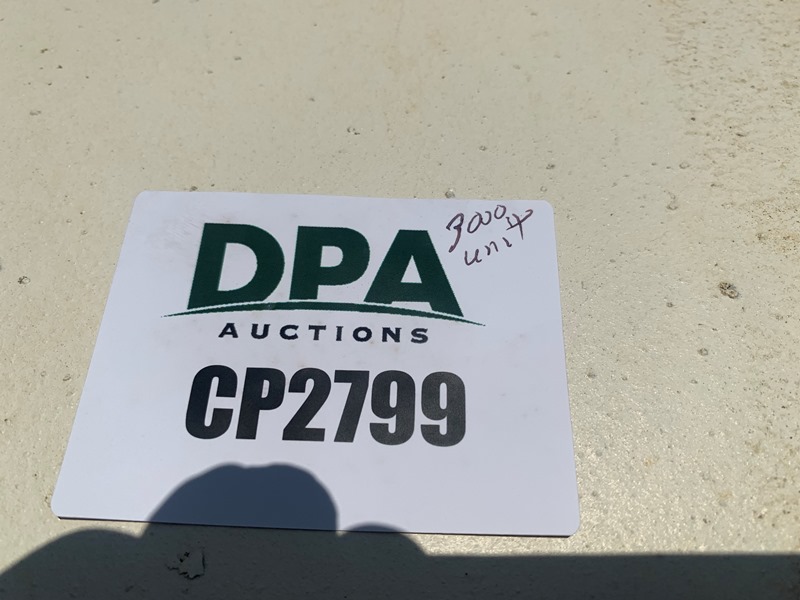 3000
unit
DPA
AUCTIONS
CP2799